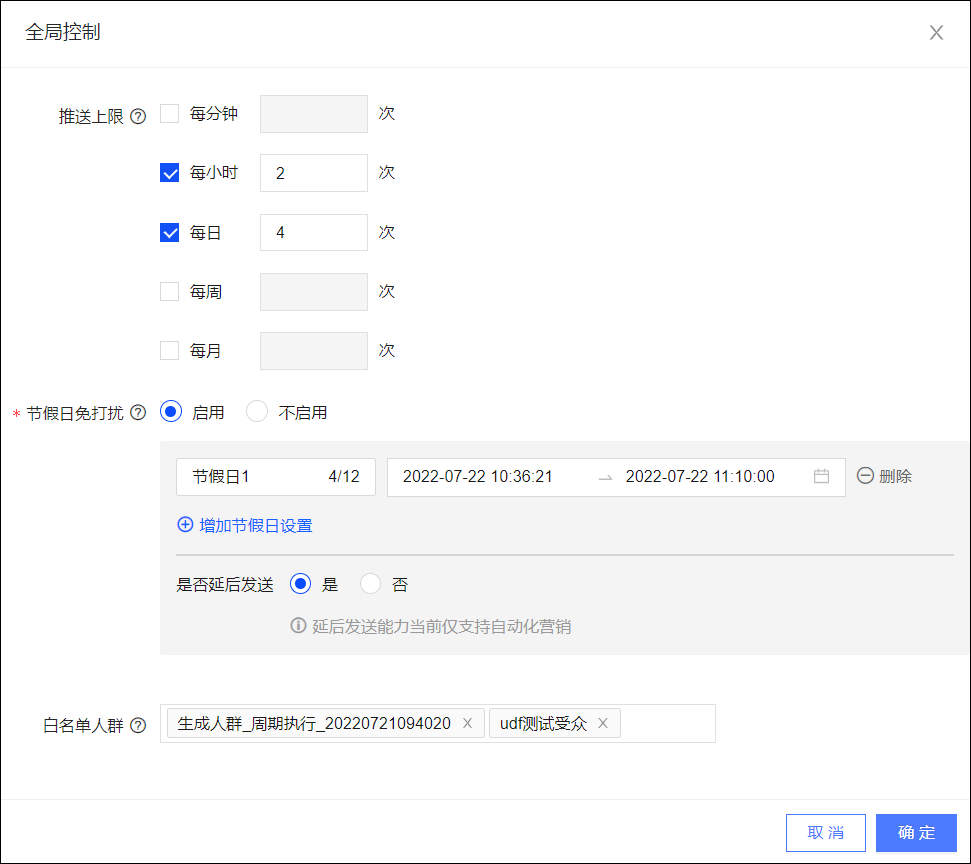 全局控制
推送上限 每分钟 次
每小时 2 次
每日 4 次
每周 次
每月 次
* 节假日免打扰 启用 不启用
节假日1 4/12 2022-07-22 10:36:21 → 2022-07-22 11:10:00 删除
增加节假日设置
是否延后发送 是 否
延后发送能力当前仅支持自动化营销
白名单人群 生成人群_周期执行_20220721094020 udf测试受众
取消 确定